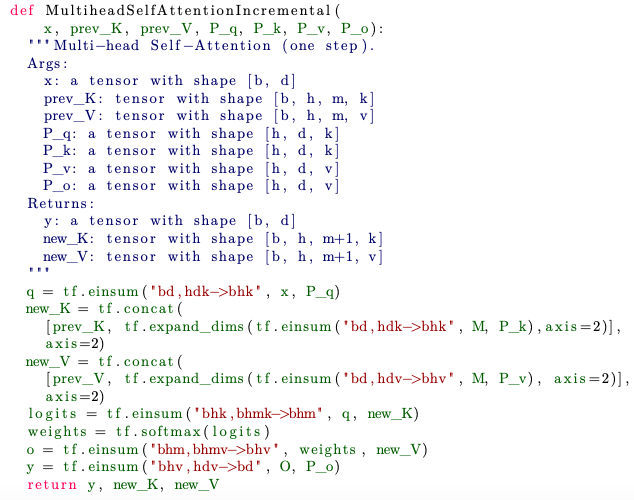 def MultiheadSelfAttentionIncremental(
    x, prev_K, prev_V, P_q, P_k, P_v, P_o):
  """Multi-head Self-Attention (one step).
  Args:
    x: a tensor with shape [b, d]
    prev_K: tensor with shape [b, h, m, k]
    prev_V: tensor with shape [b, h, m, v]
    P_q: a tensor with shape [h, d, k]
    P_k: a tensor with shape [h, d, k]
    P_v: a tensor with shape [h, d, v]
    P_o: a tensor with shape [h, d, v]
  Returns:
    y: a tensor with shape [b, d]
    new_K: tensor with shape [b, h, m+1, k]
    new_V: tensor with shape [b, h, m+1, v]
  """
  q = tf.einsum("bd,hdk->bhk", x, P_q)
  new_K = tf.concat(
    [prev_K, tf.expand_dims(tf.einsum("bd,hdk->bhk", M, P_k),axis=2)],
    axis=2)
  new_V = tf.concat(
    [prev_V, tf.expand_dims(tf.einsum("bd,hdv->bhv", M, P_v), axis=2)],
    axis=2)
  logits = tf.einsum("bhk,bhmk->bhm", q, new_K)
  weights = tf.softmax(logits)
  o = tf.einsum("bhm,bhmv->bhv", weights, new_V)
  y = tf.einsum("bhv,hdv->bd", O, P_o)
  return y, new_K, new_V